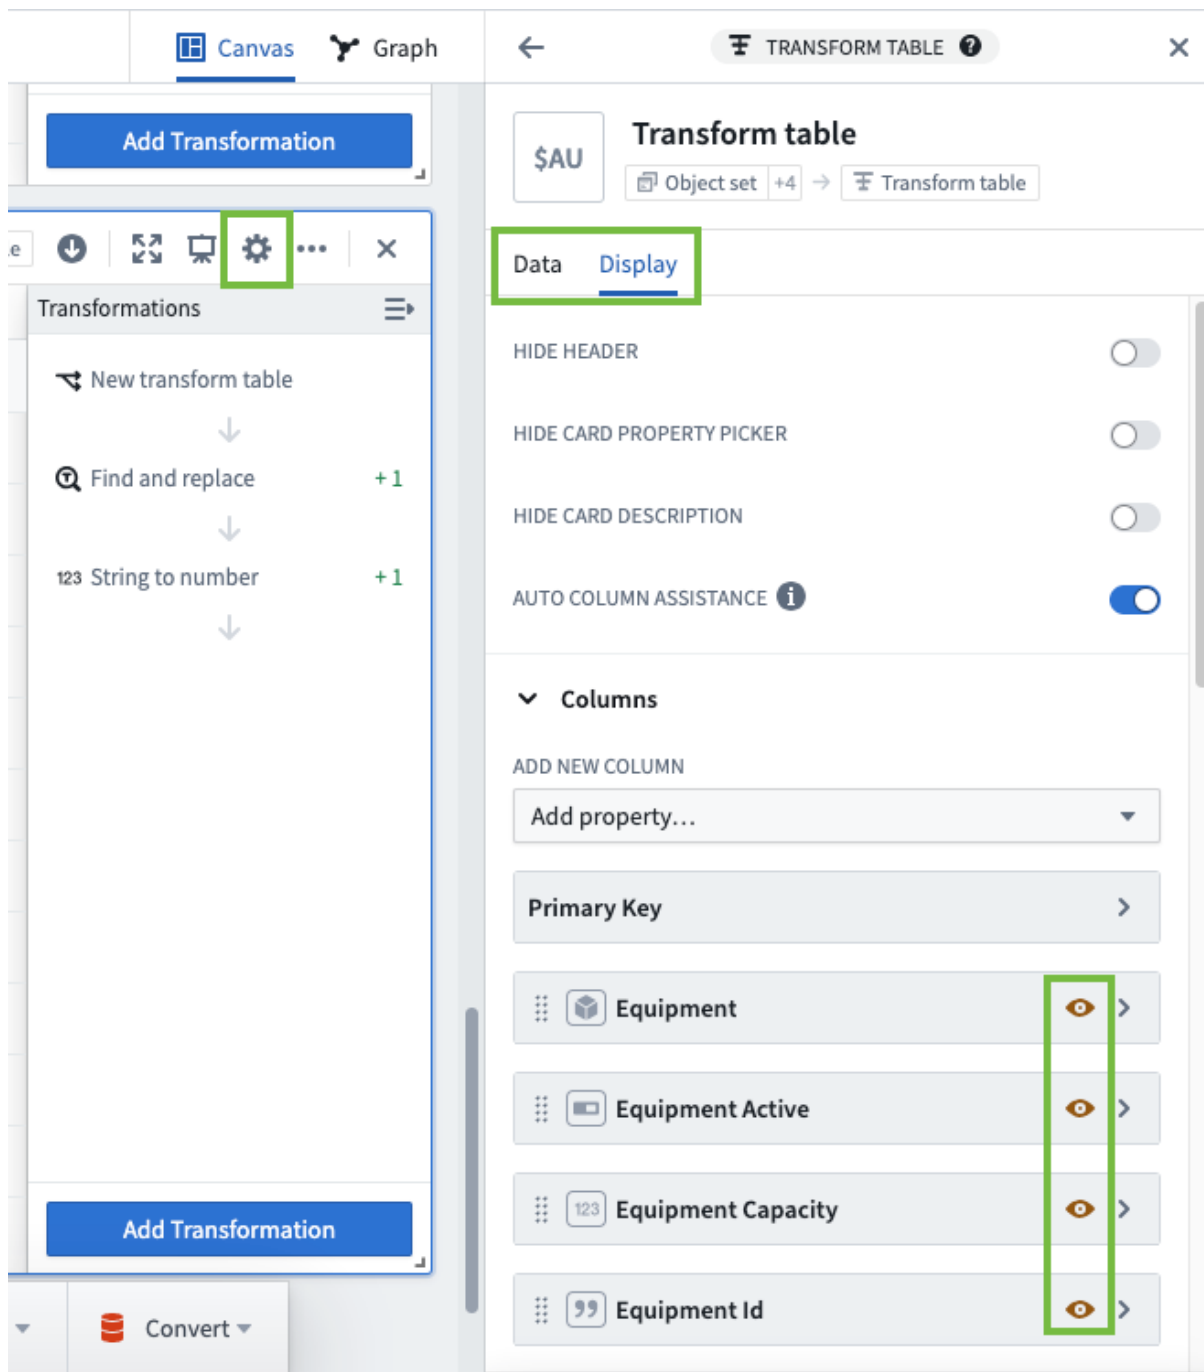 Canvas
Graph
TRANSFORM TABLE ?
Add Transformation
$AU
Transform table
Object set +4 → Transform table
e
Data
Display
Transformations
New transform table
Find and replace +1
123 String to number +1
Add Transformation
Convert
HIDE HEADER
HIDE CARD PROPERTY PICKER
HIDE CARD DESCRIPTION
AUTO COLUMN ASSISTANCE i
Columns
ADD NEW COLUMN
Add property...
Primary Key
Equipment
Equipment Active
123 Equipment Capacity
Equipment Id